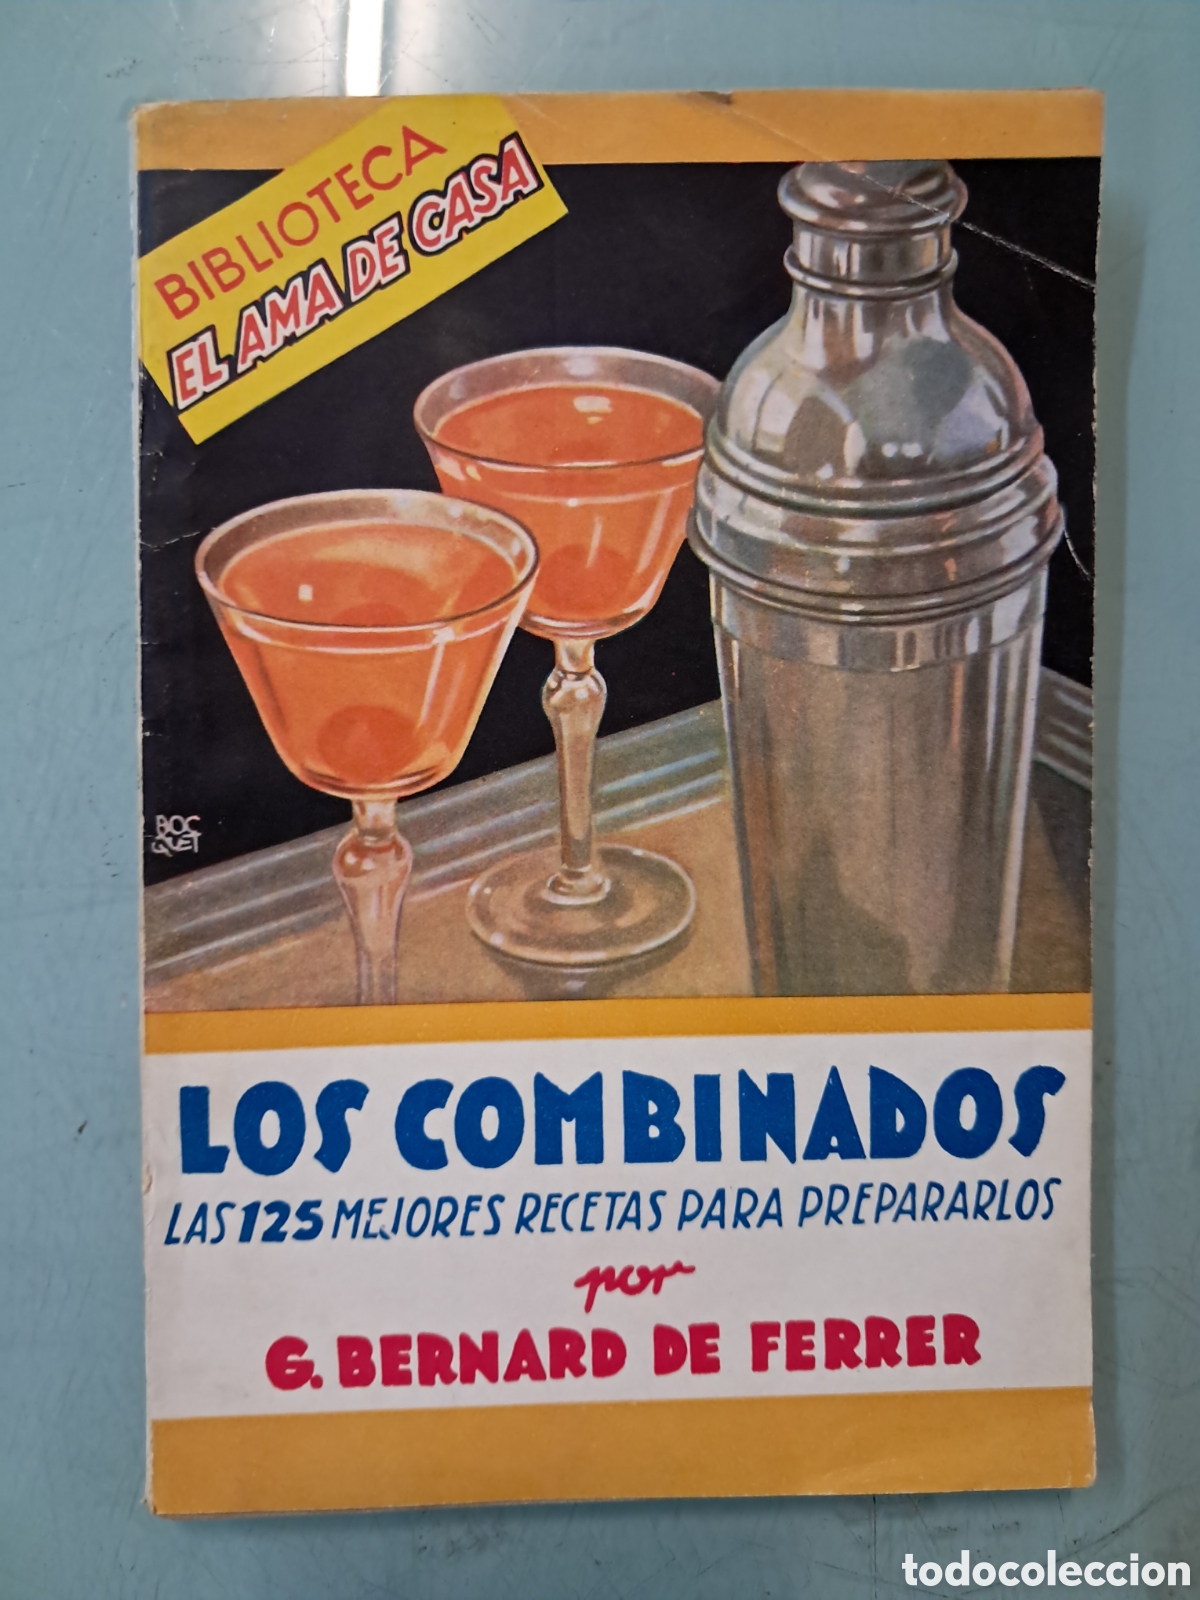 BIBLIOTECA
EL AMA DE CASA
BOC
QUET
LOS COMBINADOS
LAS 125 MEJORES RECETAS PARA PREPARARLOS
por
G. BERNARD DE FERRER
todocoleccion